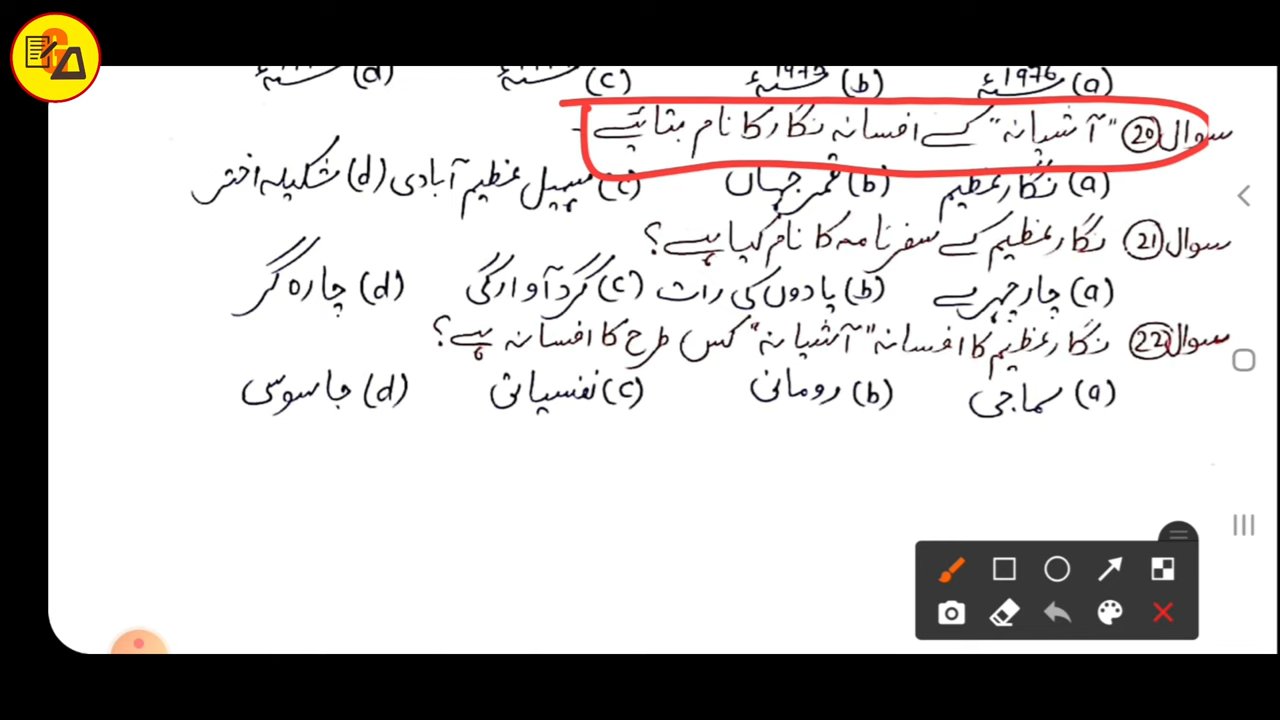 (a) 1976ء (b) 1973ء (c) (d)
سوال 20 "آشیانہ" کے افسانہ نگار کا نام بتائیے -
(a) نگار عظیم (b) قمر جہاں (c) سہیل عظیم آبادی (d) شکیلہ اختر
سوال 21 نگار عظیم کے سفر نامہ کا نام کیا ہے؟
(a) چار چہرے (b) یادوں کی رات (c) گرد آوارگی (d) چارہ گر
سوال 22 نگار عظیم کا افسانہ "آشیانہ" کس طرح کا افسانہ ہے؟
(a) سماجی (b) رومانی (c) نفسیاتی (d) جاسوسی